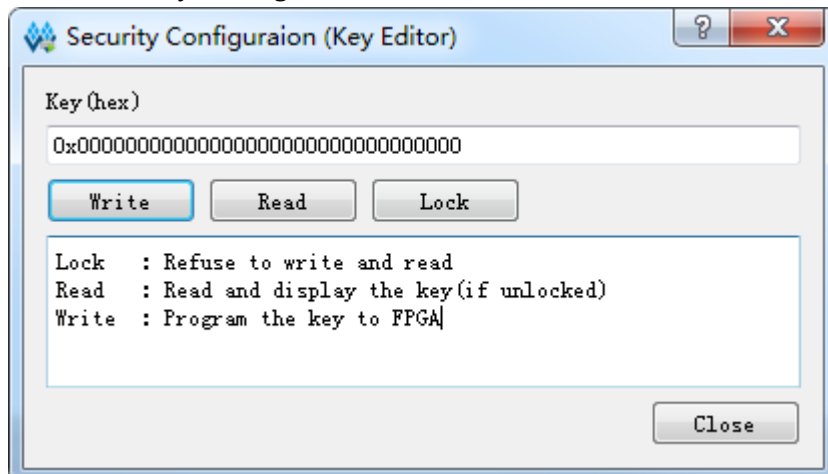 Security Configuraion (Key Editor)
Key(hex)
0x00000000000000000000000000000000
Write Read Lock
Lock : Refuse to write and read
Read : Read and display the key(if unlocked)
Write : Program the key to FPGA
Close